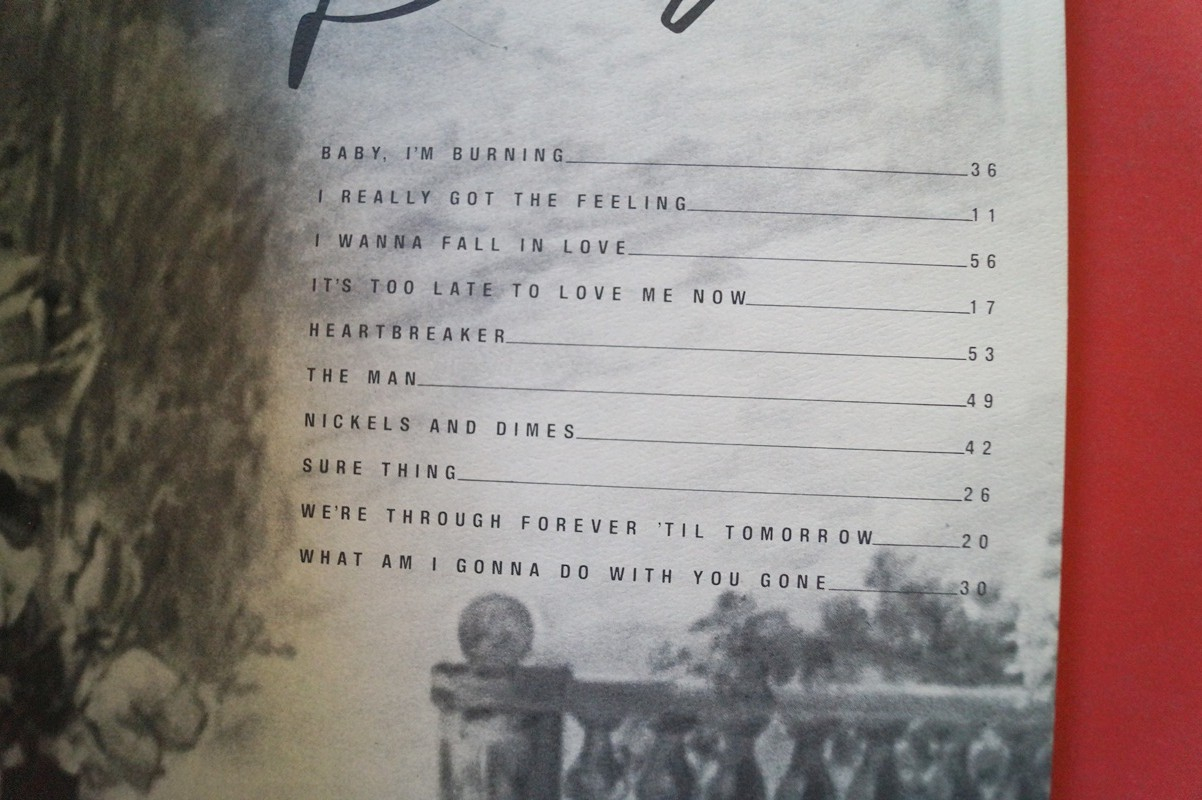 BABY, I'M BURNING 36
I REALLY GOT THE FEELING 11
I WANNA FALL IN LOVE 56
IT'S TOO LATE TO LOVE ME NOW 17
HEARTBREAKER 53
THE MAN 49
NICKELS AND DIMES 42
SURE THING 26
WE'RE THROUGH FOREVER 'TIL TOMORROW 20
WHAT AM I GONNA DO WITH YOU GONE 30